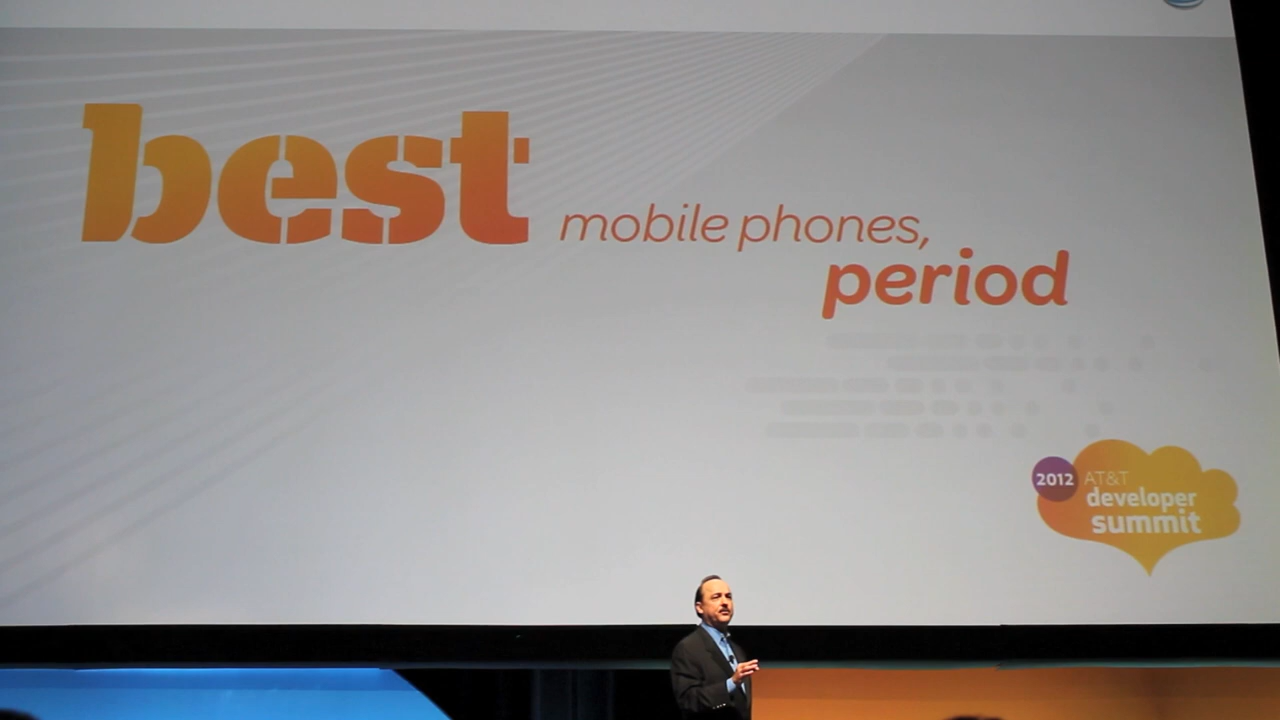 best mobile phones,
period
2012 AT&T
developer
summit